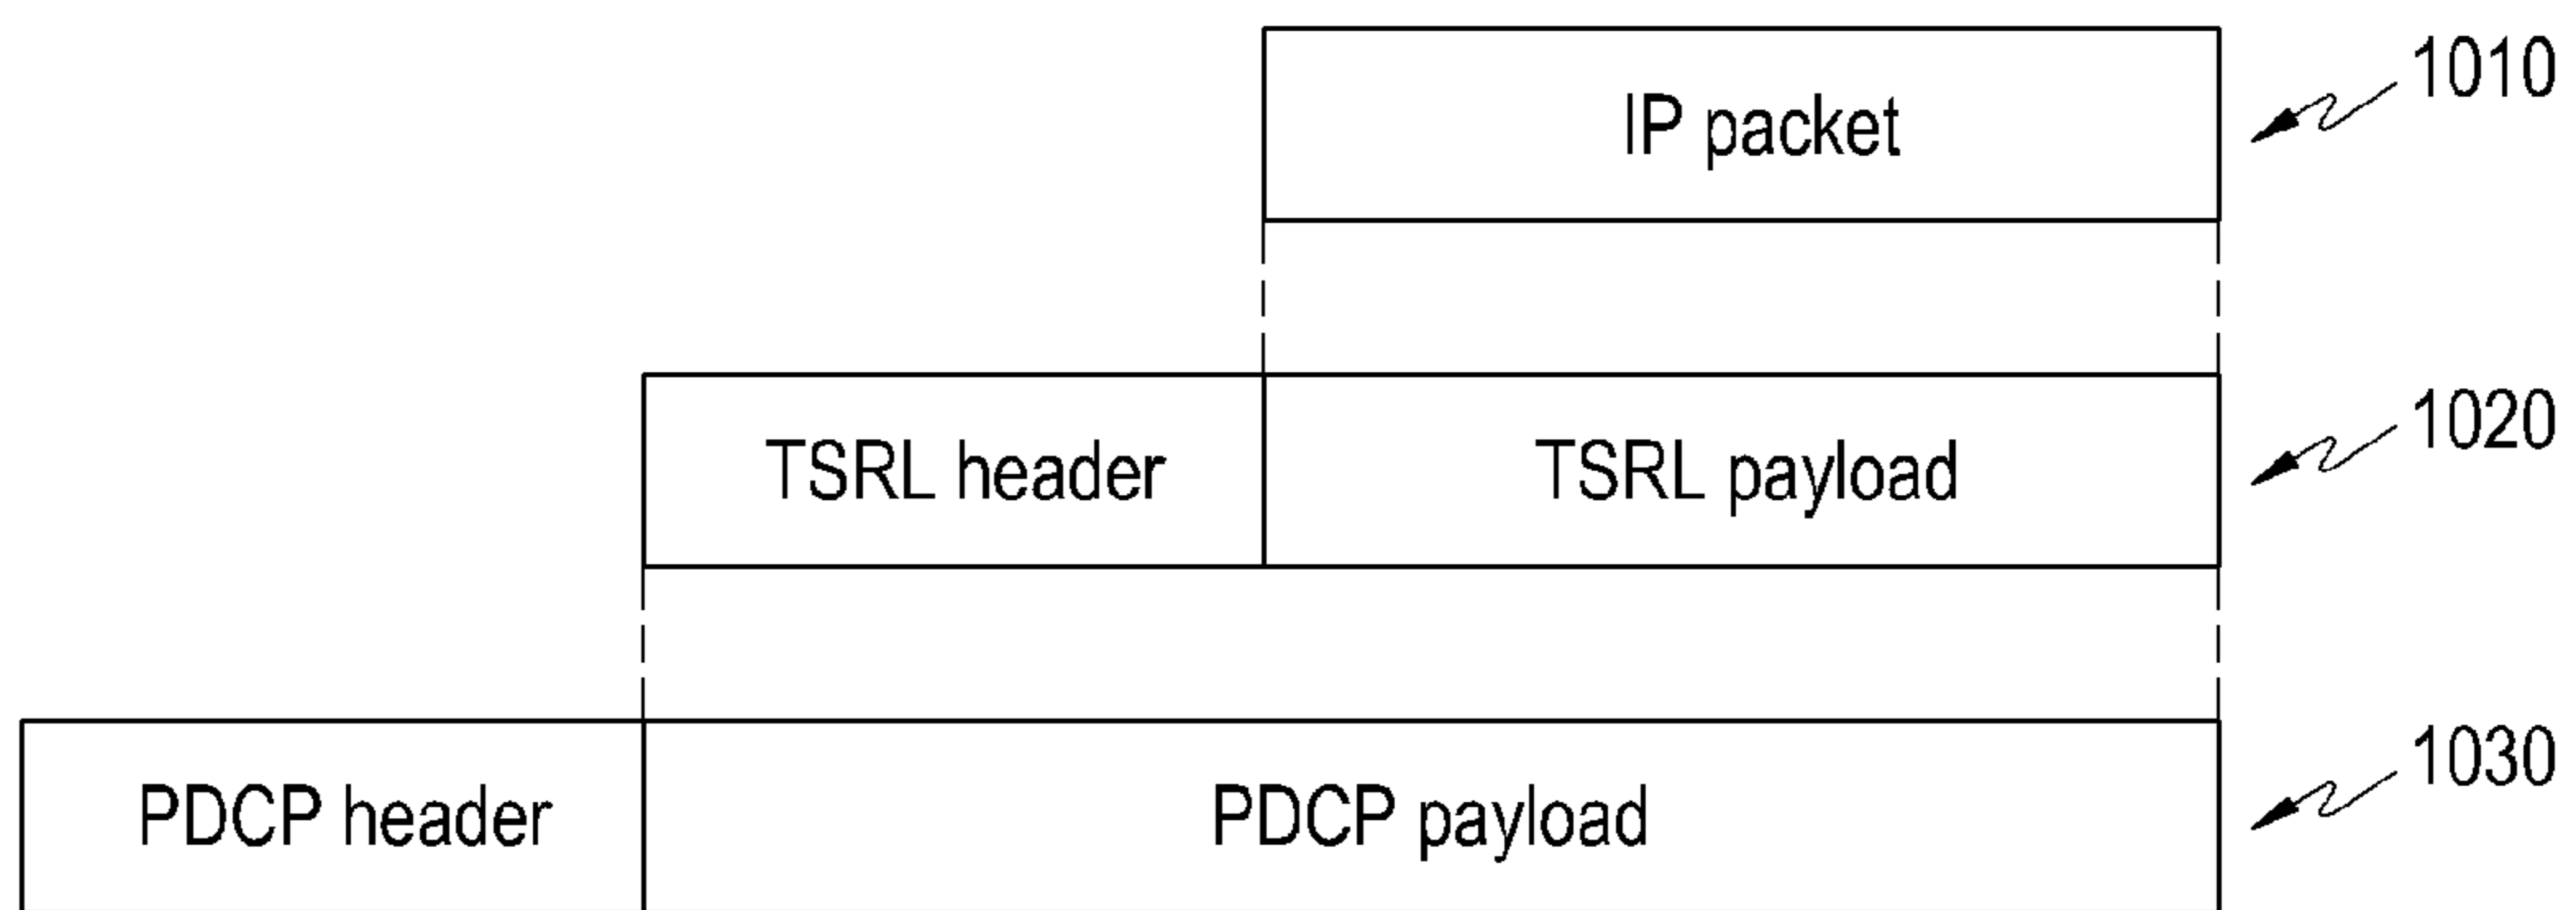 IP packet
1010
TSRL header
TSRL payload
1020
PDCP header
PDCP payload
1030